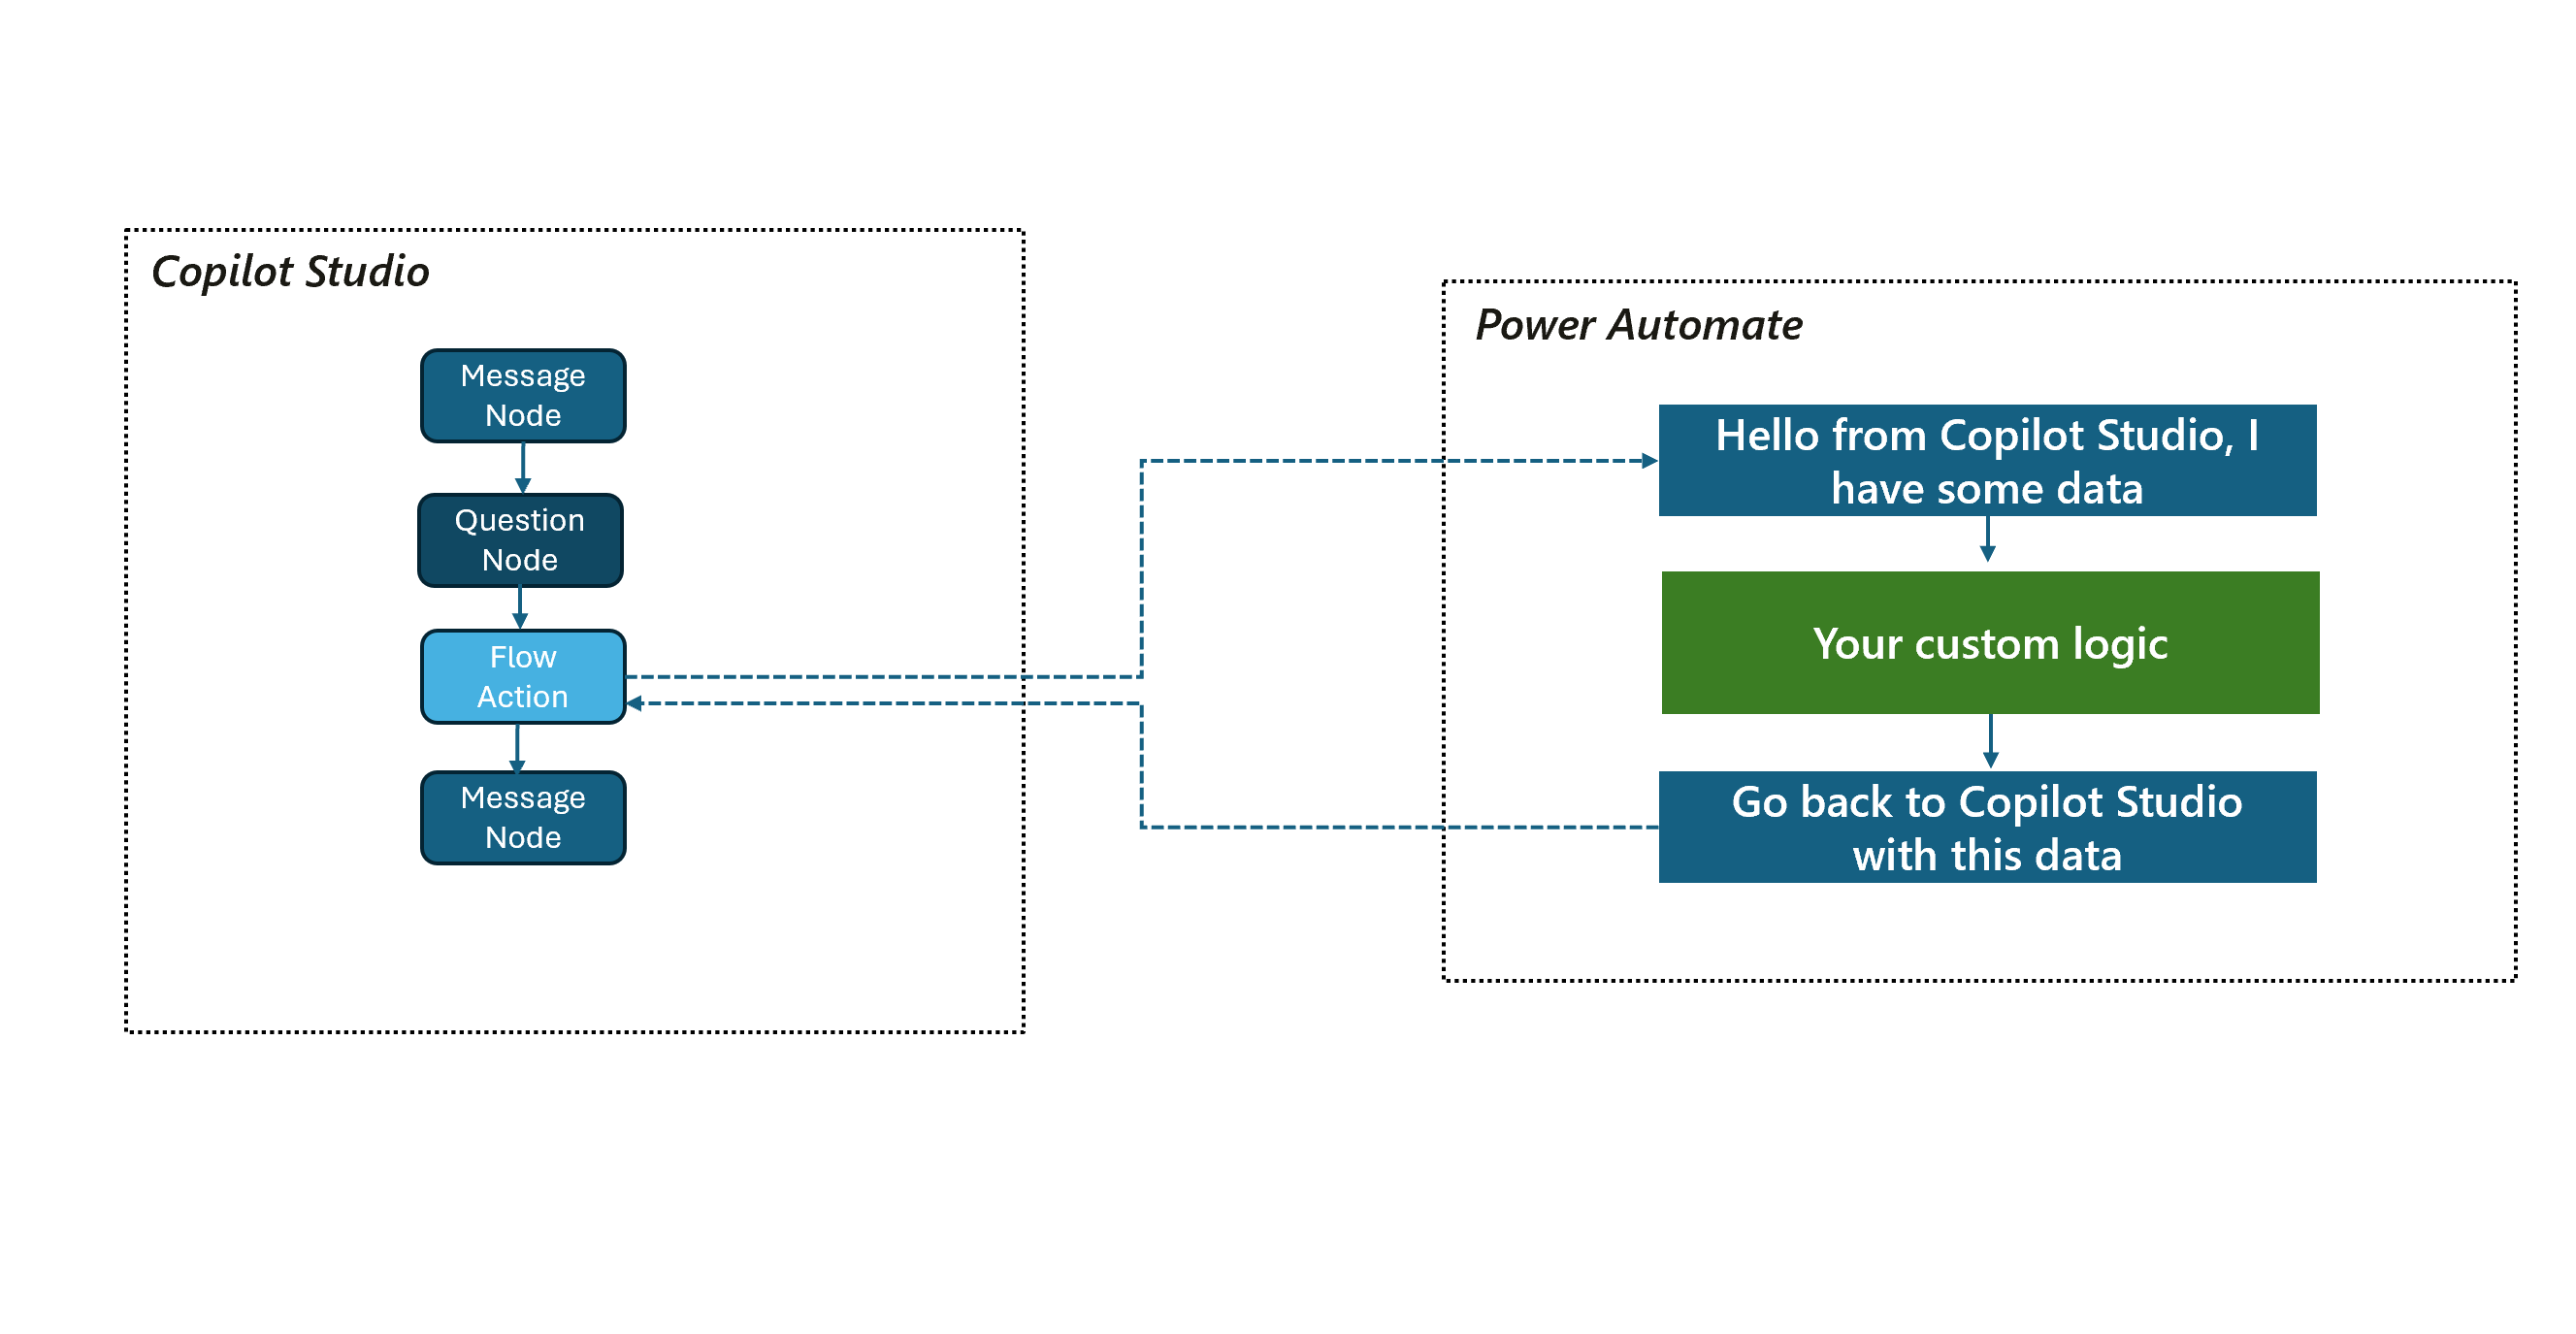 Copilot Studio
Message
Node
Question
Node
Flow
Action
Message
Node
Power Automate
Hello from Copilot Studio, I
have some data
Your custom logic
Go back to Copilot Studio
with this data